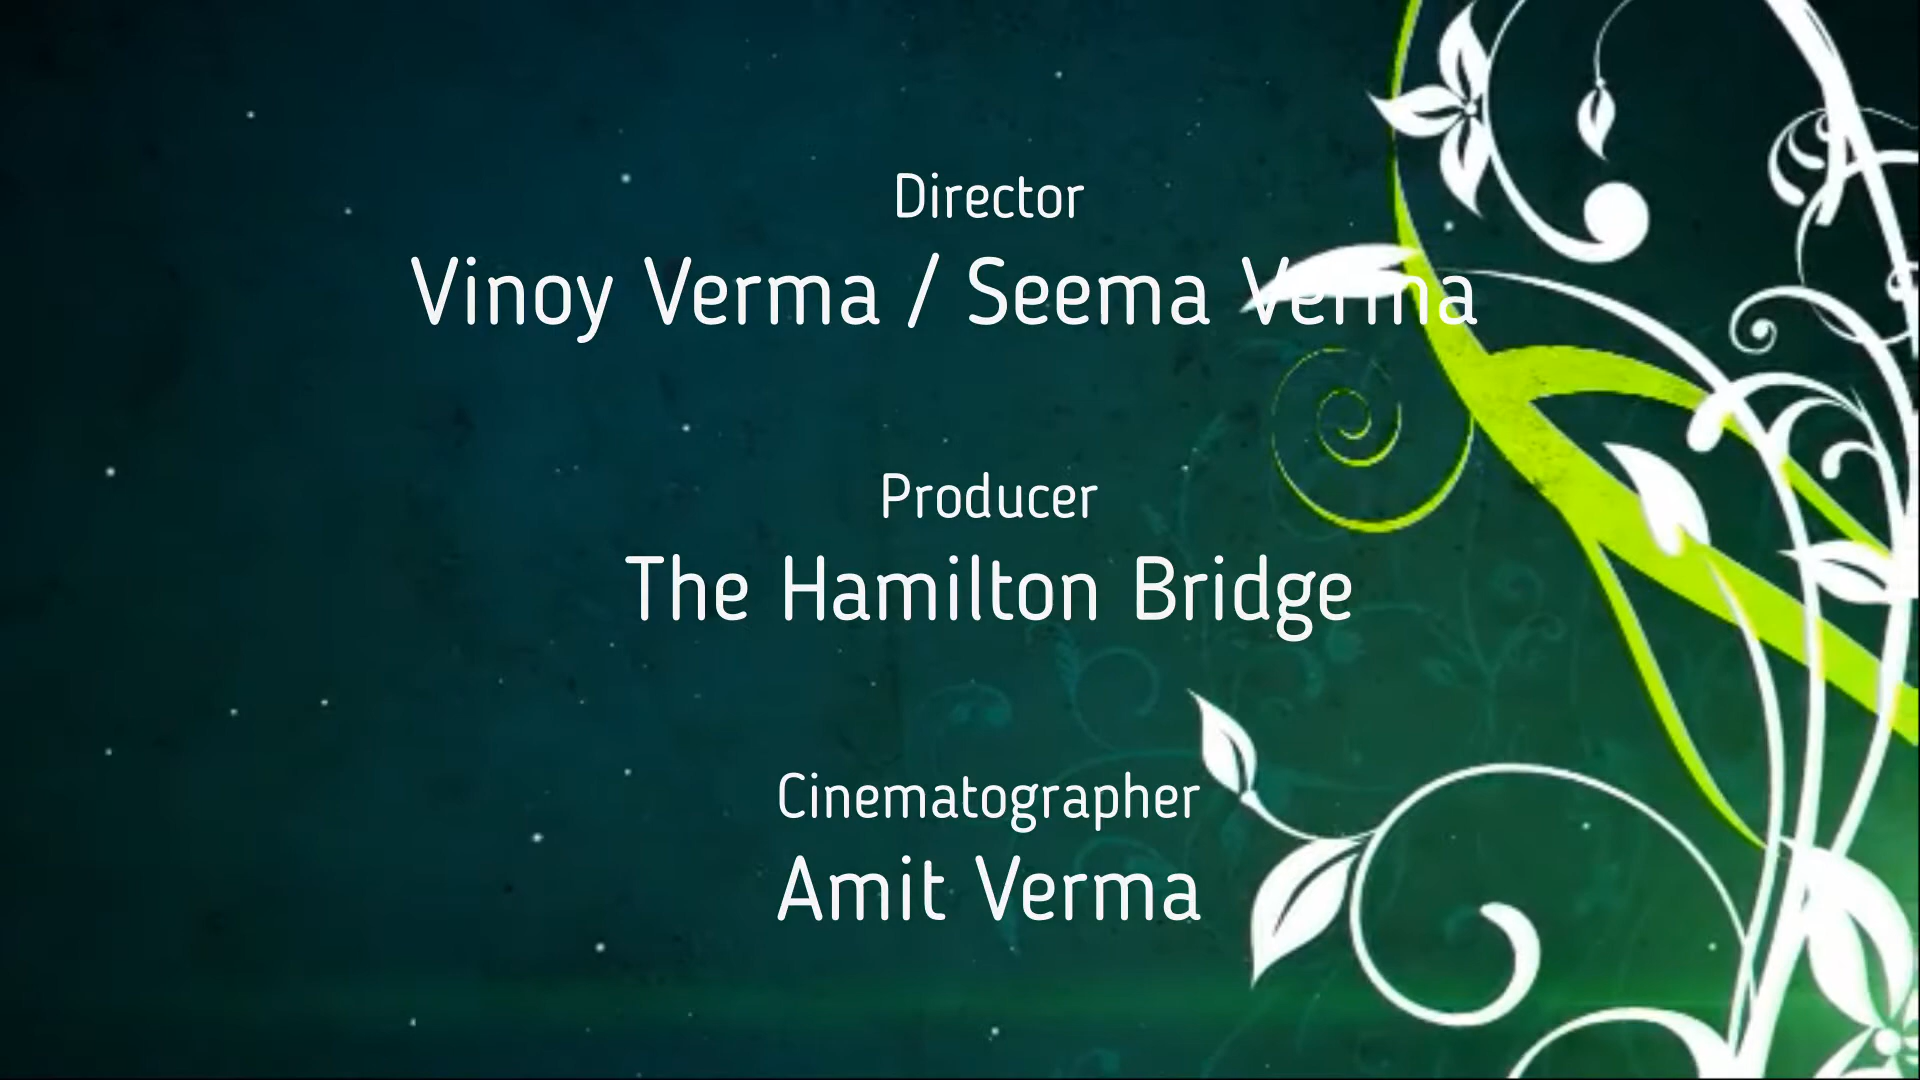 Director
Vinoy Verma / Seema Verma
Producer
The Hamilton Bridge
Cinematographer
Amit Verma